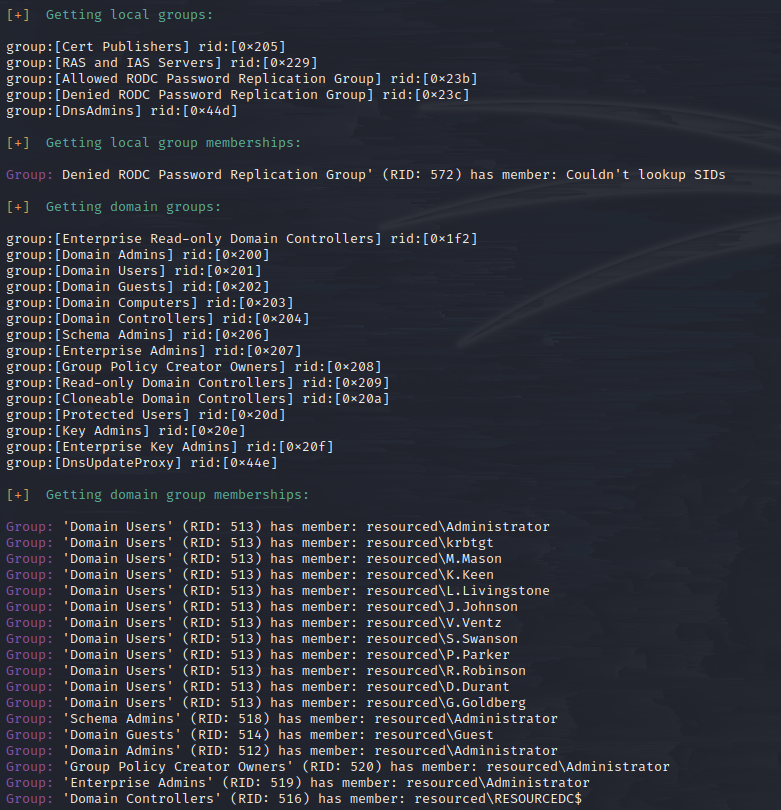 [+]  Getting local groups:
group:[Cert Publishers] rid:[0×205]
group:[RAS and IAS Servers] rid:[0×229]
group:[Allowed RODC Password Replication Group] rid:[0×23b]
group:[Denied RODC Password Replication Group] rid:[0×23c]
group:[DnsAdmins] rid:[0×44d]
[+]  Getting local group memberships:
Group: Denied RODC Password Replication Group' (RID: 572) has member: Couldn't lookup SIDs
[+]  Getting domain groups:
group:[Enterprise Read-only Domain Controllers] rid:[0×1f2]
group:[Domain Admins] rid:[0×200]
group:[Domain Users] rid:[0×201]
group:[Domain Guests] rid:[0×202]
group:[Domain Computers] rid:[0×203]
group:[Domain Controllers] rid:[0×204]
group:[Schema Admins] rid:[0×206]
group:[Enterprise Admins] rid:[0×207]
group:[Group Policy Creator Owners] rid:[0×208]
group:[Read-only Domain Controllers] rid:[0×209]
group:[Cloneable Domain Controllers] rid:[0×20a]
group:[Protected Users] rid:[0×20d]
group:[Key Admins] rid:[0×20e]
group:[Enterprise Key Admins] rid:[0×20f]
group:[DnsUpdateProxy] rid:[0×44e]
[+]  Getting domain group memberships:
Group: 'Domain Users' (RID: 513) has member: resourced\Administrator
Group: 'Domain Users' (RID: 513) has member: resourced\krbtgt
Group: 'Domain Users' (RID: 513) has member: resourced\M.Mason
Group: 'Domain Users' (RID: 513) has member: resourced\K.Keen
Group: 'Domain Users' (RID: 513) has member: resourced\L.Livingstone
Group: 'Domain Users' (RID: 513) has member: resourced\J.Johnson
Group: 'Domain Users' (RID: 513) has member: resourced\V.Ventz
Group: 'Domain Users' (RID: 513) has member: resourced\S.Swanson
Group: 'Domain Users' (RID: 513) has member: resourced\P.Parker
Group: 'Domain Users' (RID: 513) has member: resourced\R.Robinson
Group: 'Domain Users' (RID: 513) has member: resourced\D.Durant
Group: 'Domain Users' (RID: 513) has member: resourced\G.Goldberg
Group: 'Schema Admins' (RID: 518) has member: resourced\Administrator
Group: 'Domain Guests' (RID: 514) has member: resourced\Guest
Group: 'Domain Admins' (RID: 512) has member: resourced\Administrator
Group: 'Group Policy Creator Owners' (RID: 520) has member: resourced\Administrator
Group: 'Enterprise Admins' (RID: 519) has member: resourced\Administrator
Group: 'Domain Controllers' (RID: 516) has member: resourced\RESOURCEDC$